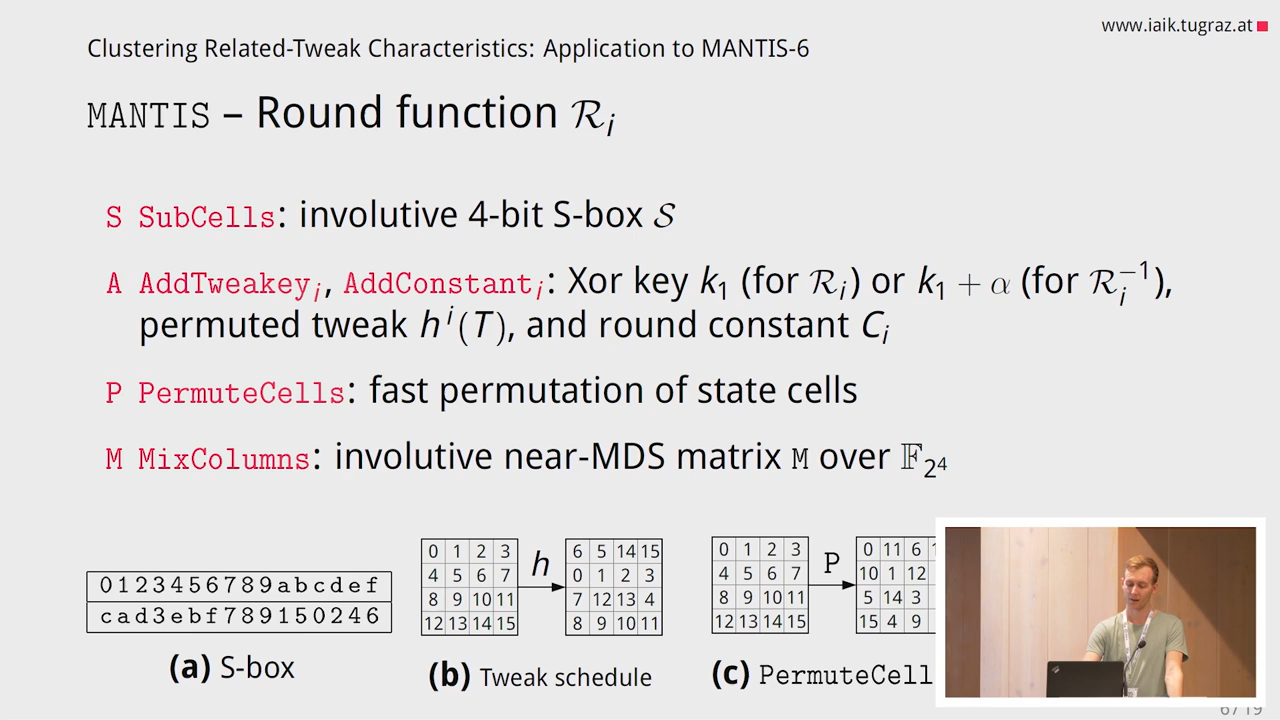 www.iaik.tugraz.at
Clustering Related-Tweak Characteristics: Application to MANTIS-6
MANTIS – Round function ℛᵢ
S SubCells: involutive 4-bit S-box 𝒮
A AddTweakeyᵢ, AddConstantᵢ: Xor key k₁ (for ℛᵢ) or k₁ + α (for ℛᵢ⁻¹),
permuted tweak hⁱ(T), and round constant Cᵢ
P PermuteCells: fast permutation of state cells
M MixColumns: involutive near-MDS matrix M over 𝔽₂⁴
0 1 2 3 4 5 6 7 8 9 a b c d e f
c a d 3 e b f 7 8 9 1 5 0 2 4 6
(a) S-box
0 1 2 3
4 5 6 7
8 9 10 11
12 13 14 15
h
6 5 14 15
0 1 2 3
7 12 13 4
8 9 10 11
(b) Tweak schedule
0 1 2 3
4 5 6 7
8 9 10 11
12 13 14 15
P
0 11 6
10 1 12
5 14 3
15 4 9
(c) PermuteCell
6/19